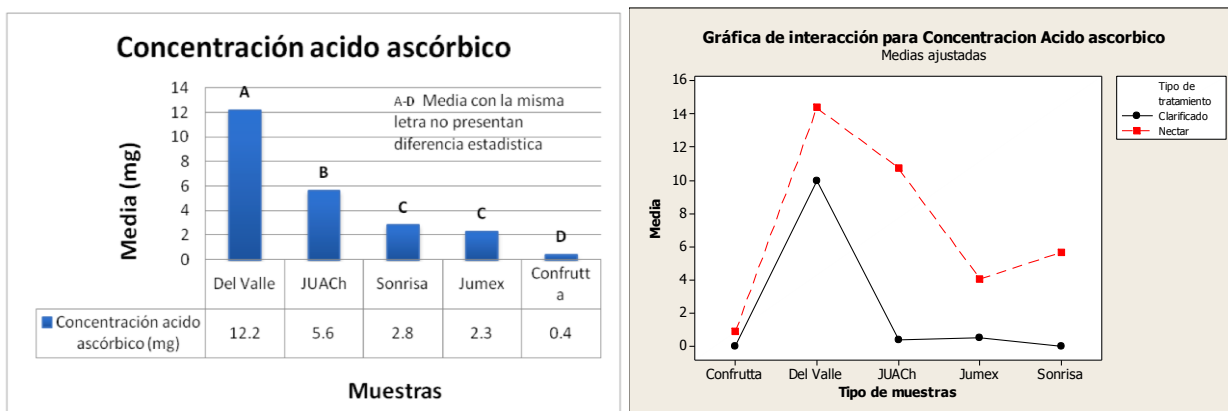 Concentración acido ascórbico
A-D Media con la misma
letra no presentan
diferencia estadistica
Media (mg)
14
12
10
8
6
4
2
0
A
B
C
C
D
Del Valle JUACh Sonrisa Jumex Confrutt
a
Concentración acido
ascórbico (mg)
12.2 5.6 2.8 2.3 0.4
Muestras
Gráfica de interacción para Concentracion Acido ascorbico
Medias ajustadas
Media
16
14
12
10
8
6
4
2
0
Confrutta Del Valle JUACh Jumex Sonrisa
Tipo de muestras
Tipo de
tratamiento
Clarificado
Nectar